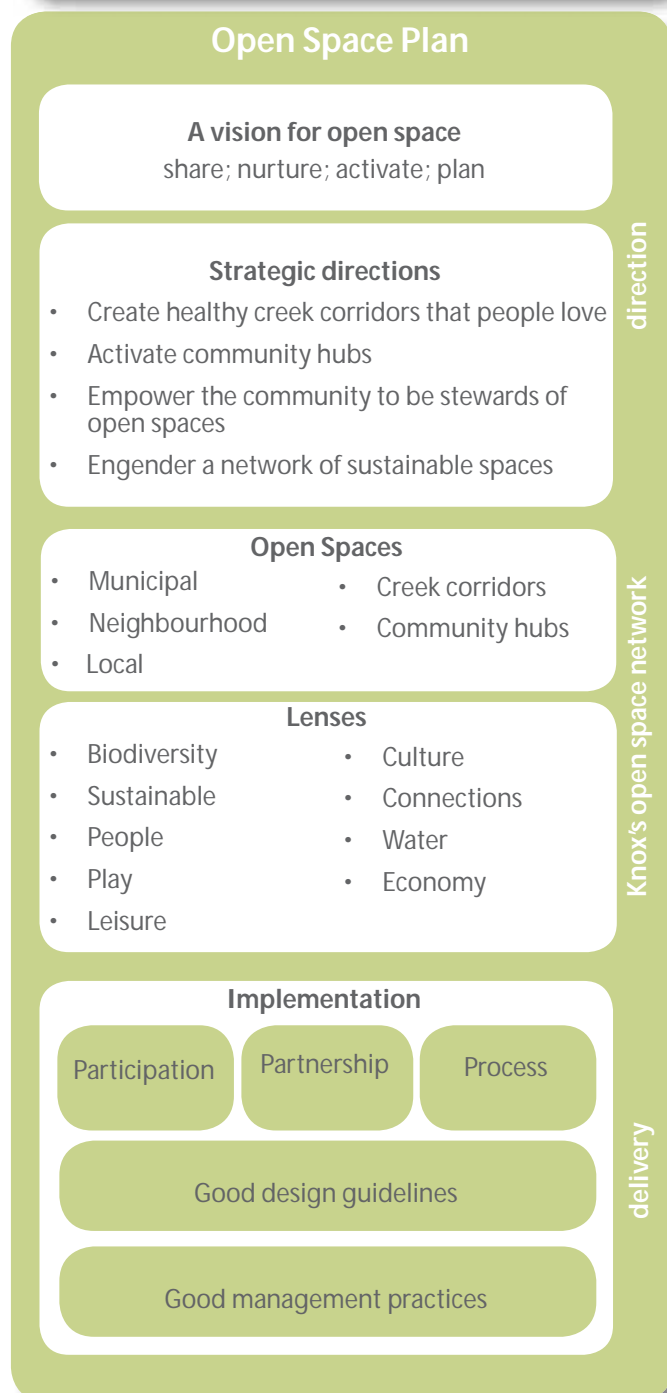 Open Space Plan
A vision for open space
share; nurture; activate; plan
direction
Strategic directions
• Create healthy creek corridors that people love
• Activate community hubs
• Empower the community to be stewards of
open spaces
• Engender a network of sustainable spaces
Knox's open space network
Open Spaces
• Municipal
• Neighbourhood
• Local
• Creek corridors
• Community hubs
Lenses
• Biodiversity
• Sustainable
• People
• Play
• Leisure
• Culture
• Connections
• Water
• Economy
delivery
Implementation
Participation
Partnership
Process
Good design guidelines
Good management practices